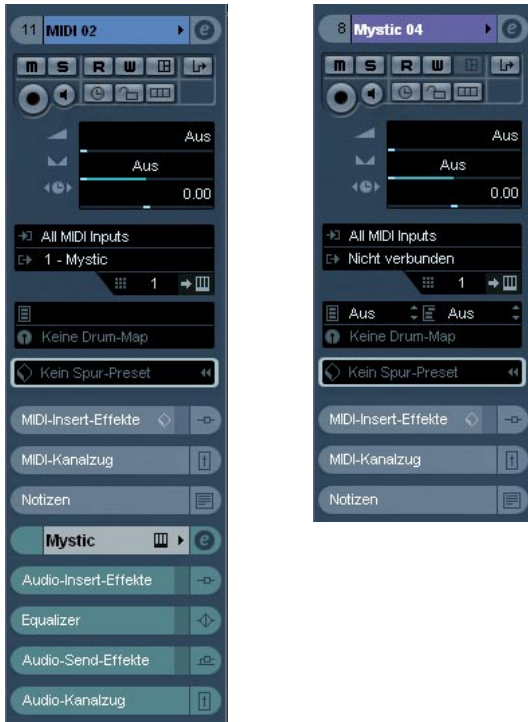 11 MIDI 02 e
m S R W
Aus
Aus
0.00
All MIDI Inputs
1 - Mystic
1
Keine Drum-Map
Kein Spur-Preset
MIDI-Insert-Effekte
MIDI-Kanalzug
Notizen
Mystic e
Audio-Insert-Effekte
Equalizer
Audio-Send-Effekte
Audio-Kanalzug
8 Mystic 04 e
m S R W
Aus
Aus
0.00
All MIDI Inputs
Nicht verbunden
1
Aus Aus
Keine Drum-Map
Kein Spur-Preset
MIDI-Insert-Effekte
MIDI-Kanalzug
Notizen